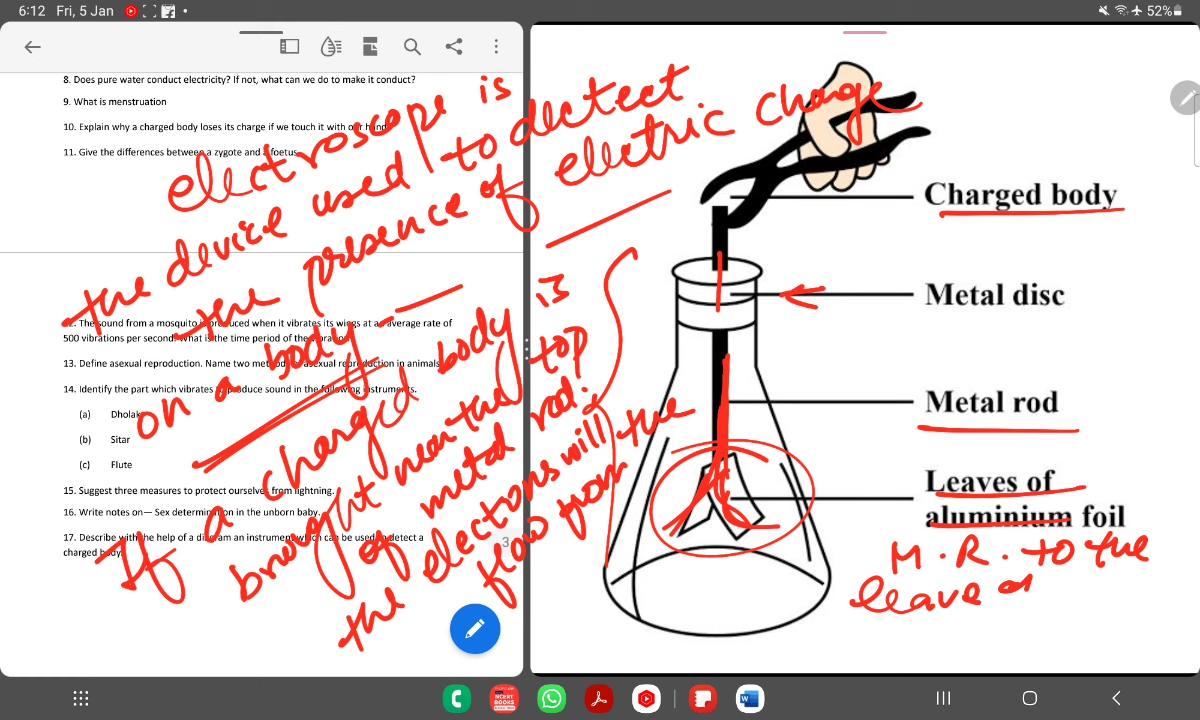 6:12 Fri, 5 Jan
52%
8. Does pure water conduct electricity? If not, what can we do to make it conduct?
9. What is menstruation
10. Explain why a charged body loses its charge if we touch it with our hand
11. Give the differences between a zygote and a foetus
12. The sound from a mosquito is produced when it vibrates its wings at an average rate of
500 vibrations per second. What is the time period of the vibration
13. Define asexual reproduction. Name two methods of asexual reproduction in animals
14. Identify the part which vibrates to produce sound in the following instruments.
(a) Dholak
(b) Sitar
(c) Flute
15. Suggest three measures to protect ourselves from lightning.
16. Write notes on— Sex determination in the unborn baby.
17. Describe with the help of a diagram an instrument which can be used to detect a
charged body.
3
electroscope is
the device used to dectect
the presence of electric charge
on a body
If a charged body is
brought near the top
of metal rod.
the electrons will
flow from the
M.R. to the
leave of
Charged body
Metal disc
Metal rod
Leaves of
aluminium foil
NCERT
BOOKS